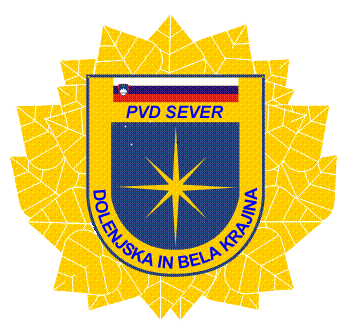 PVD SEVER
DOLENJSKA IN BELA KRAJINA